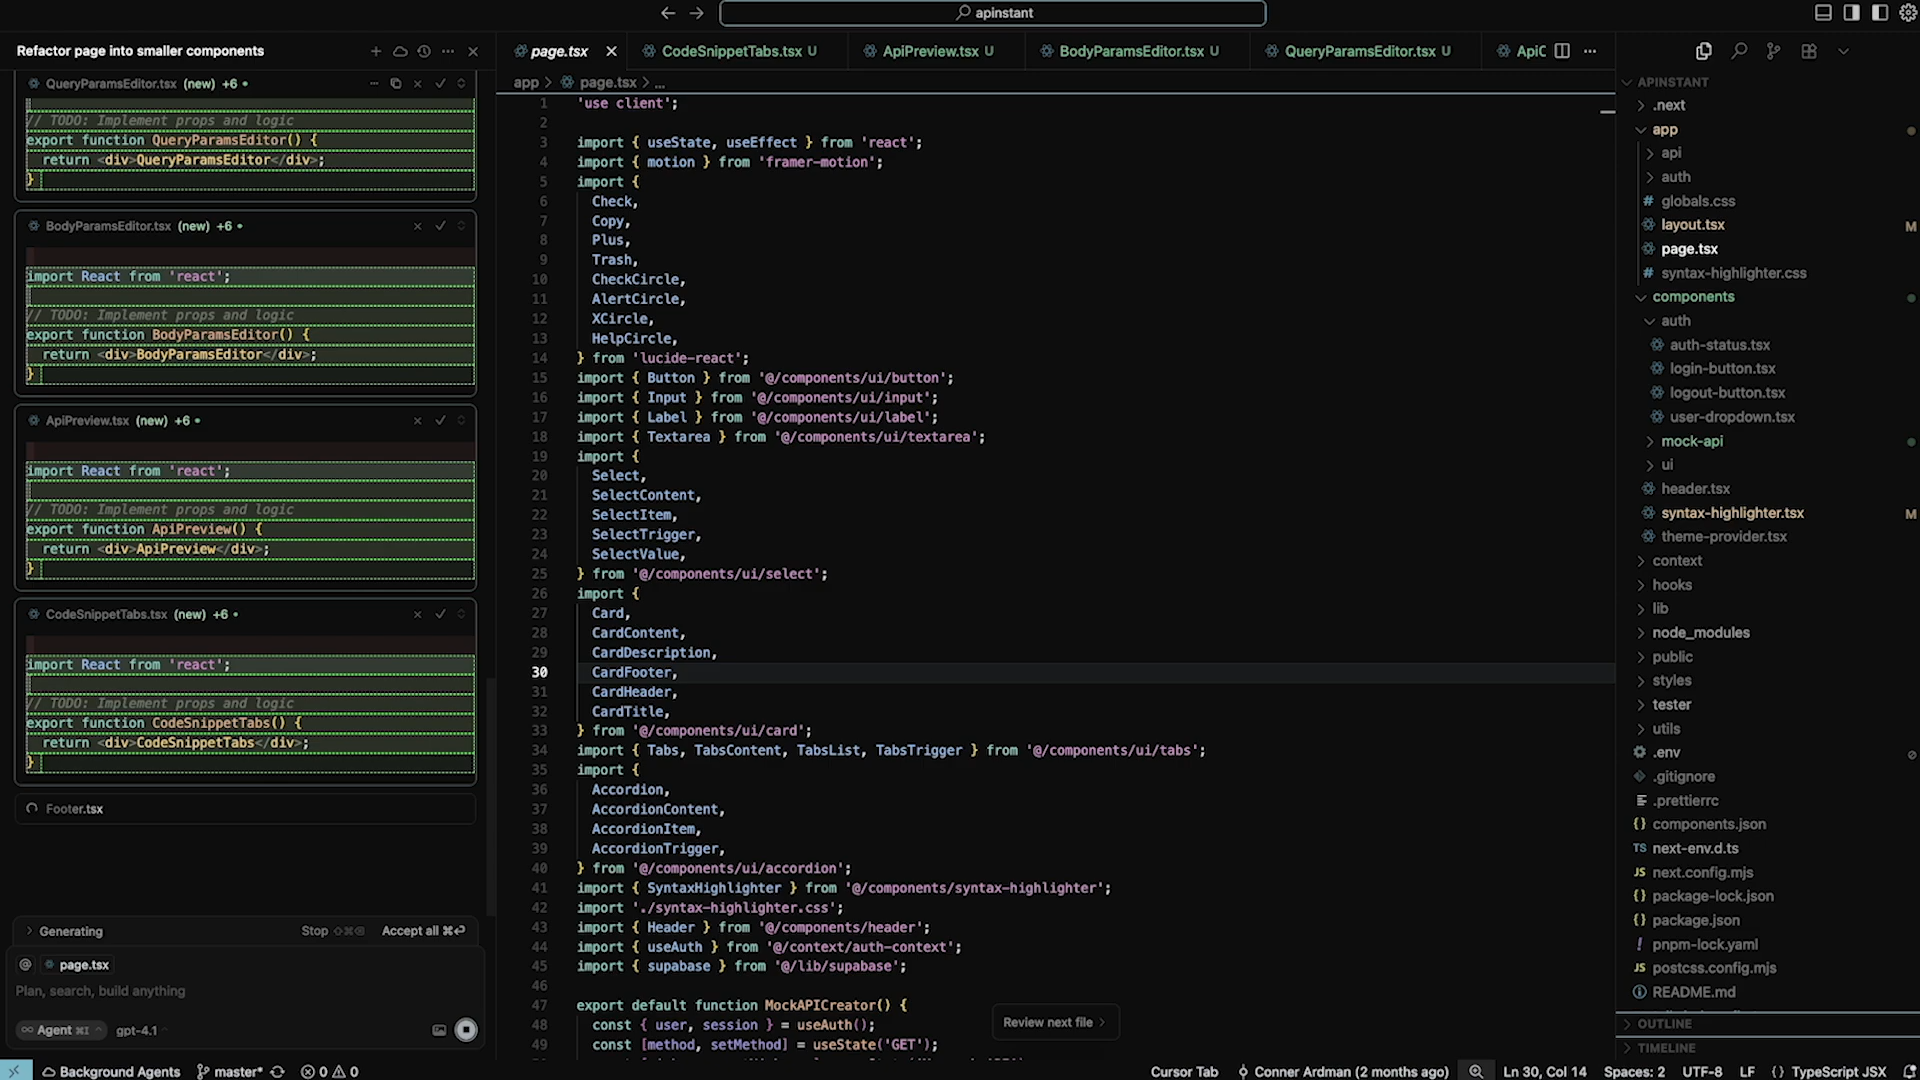 apinstant
Refactor page into smaller components
QueryParamsEditor.tsx (new) +6
// TODO: Implement props and logic
export function QueryParamsEditor() {
return <div>QueryParamsEditor</div>;
}
BodyParamsEditor.tsx (new) +6
import React from 'react';
// TODO: Implement props and logic
export function BodyParamsEditor() {
return <div>BodyParamsEditor</div>;
}
ApiPreview.tsx (new) +6
import React from 'react';
// TODO: Implement props and logic
export function ApiPreview() {
return <div>ApiPreview</div>;
}
CodeSnippetTabs.tsx (new) +6
import React from 'react';
// TODO: Implement props and logic
export function CodeSnippetTabs() {
return <div>CodeSnippetTabs</div>;
}
Footer.tsx
Generating Stop ⇧⌘⌫ Accept all ⌘⏎
@ page.tsx
Plan, search, build anything
∞ Agent ⌘I gpt-4.1
page.tsx
CodeSnippetTabs.tsx U
ApiPreview.tsx U
BodyParamsEditor.tsx U
QueryParamsEditor.tsx U
ApiC
app > page.tsx > ...
1 'use client';
2
3 import { useState, useEffect } from 'react';
4 import { motion } from 'framer-motion';
5 import {
6 Check,
7 Copy,
8 Plus,
9 Trash,
10 CheckCircle,
11 AlertCircle,
12 XCircle,
13 HelpCircle,
14 } from 'lucide-react';
15 import { Button } from '@/components/ui/button';
16 import { Input } from '@/components/ui/input';
17 import { Label } from '@/components/ui/label';
18 import { Textarea } from '@/components/ui/textarea';
19 import {
20 Select,
21 SelectContent,
22 SelectItem,
23 SelectTrigger,
24 SelectValue,
25 } from '@/components/ui/select';
26 import {
27 Card,
28 CardContent,
29 CardDescription,
30 CardFooter,
31 CardHeader,
32 CardTitle,
33 } from '@/components/ui/card';
34 import { Tabs, TabsContent, TabsList, TabsTrigger } from '@/components/ui/tabs';
35 import {
36 Accordion,
37 AccordionContent,
38 AccordionItem,
39 AccordionTrigger,
40 } from '@/components/ui/accordion';
41 import { SyntaxHighlighter } from '@/components/syntax-highlighter';
42 import './syntax-highlighter.css';
43 import { Header } from '@/components/header';
44 import { useAuth } from '@/context/auth-context';
45 import { supabase } from '@/lib/supabase';
46
47 export default function MockAPICreator() {
48 const { user, session } = useAuth();
49 const [method, setMethod] = useState('GET');
Review next file >
APINSTANT
.next
app
api
auth
# globals.css
layout.tsx M
page.tsx
# syntax-highlighter.css
components
auth
auth-status.tsx
login-button.tsx
logout-button.tsx
user-dropdown.tsx
mock-api
ui
header.tsx
syntax-highlighter.tsx M
theme-provider.tsx
context
hooks
lib
node_modules
public
styles
tester
utils
.env
.gitignore
.prettierrc
{} components.json
TS next-env.d.ts
JS next.config.mjs
{} package-lock.json
{} package.json
! pnpm-lock.yaml
JS postcss.config.mjs
README.md
OUTLINE
TIMELINE
Background Agents master* 0 0
Cursor Tab Conner Ardman (2 months ago) Ln 30, Col 14 Spaces: 2 UTF-8 LF {} TypeScript JSX